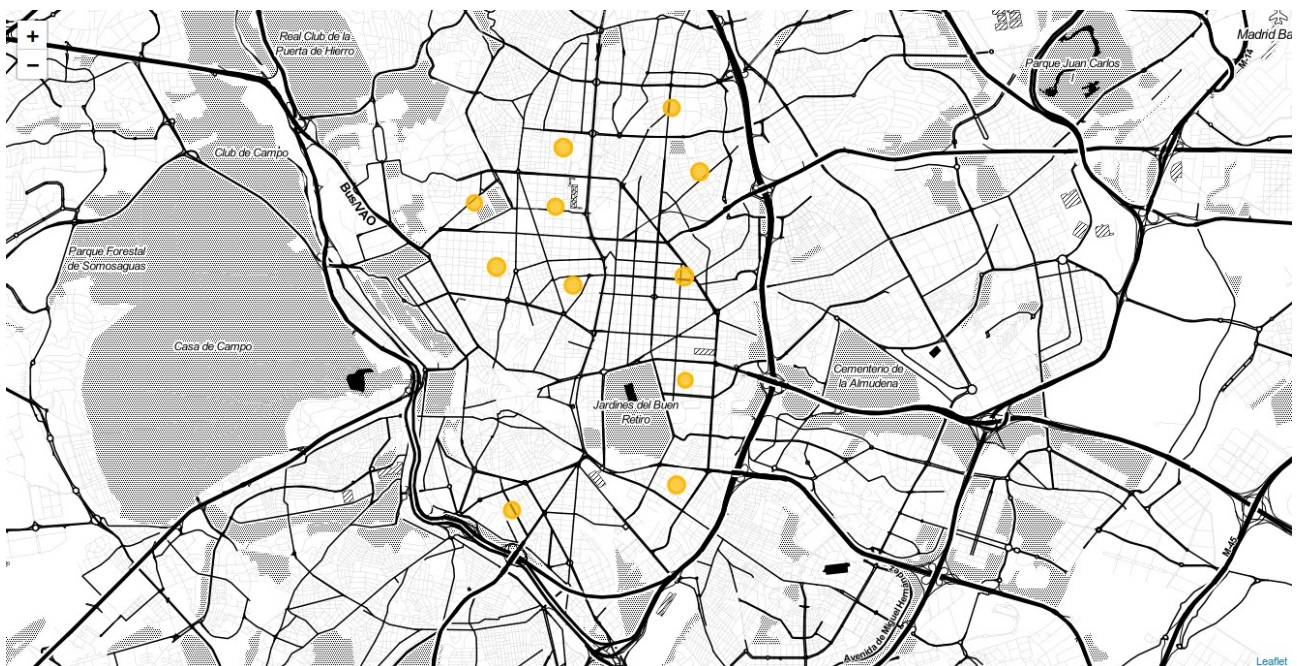 +
−
Real Club de la
Puerta de Hierro
Madrid Ba
M-14
Parque Juan Carlos
I
Club de Campo
Bus/VAO
Parque Forestal
de Somosaguas
Casa de Campo
Cementerio de
la Almudena
Jardines del Buen
Retiro
M-45
Avenida de Miguel Hernández
Leaflet